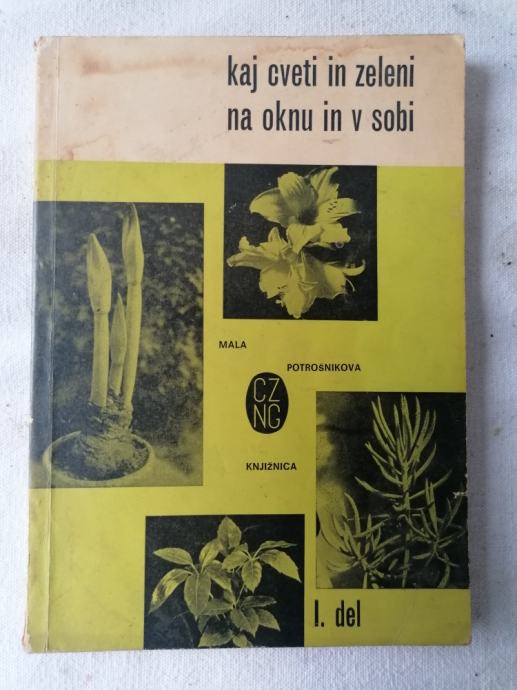 kaj cveti in zeleni
na oknu in v sobi
MALA
POTROŠNIKOVA
CZ
NG
KNJIŽNICA
I. del